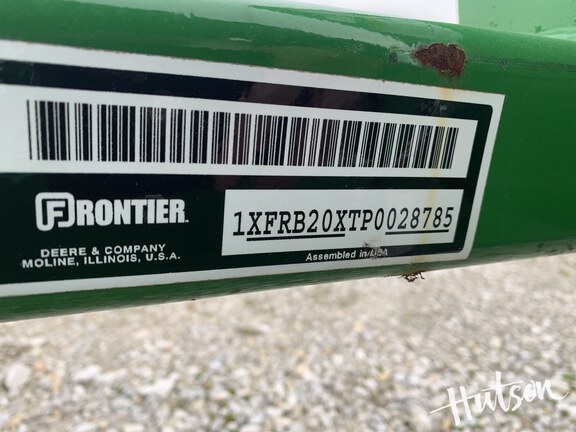 FRONTIER
1XFRB20XTP0028785
DEERE & COMPANY
MOLINE, ILLINOIS, U.S.A.
Assembled in USA
Hutson